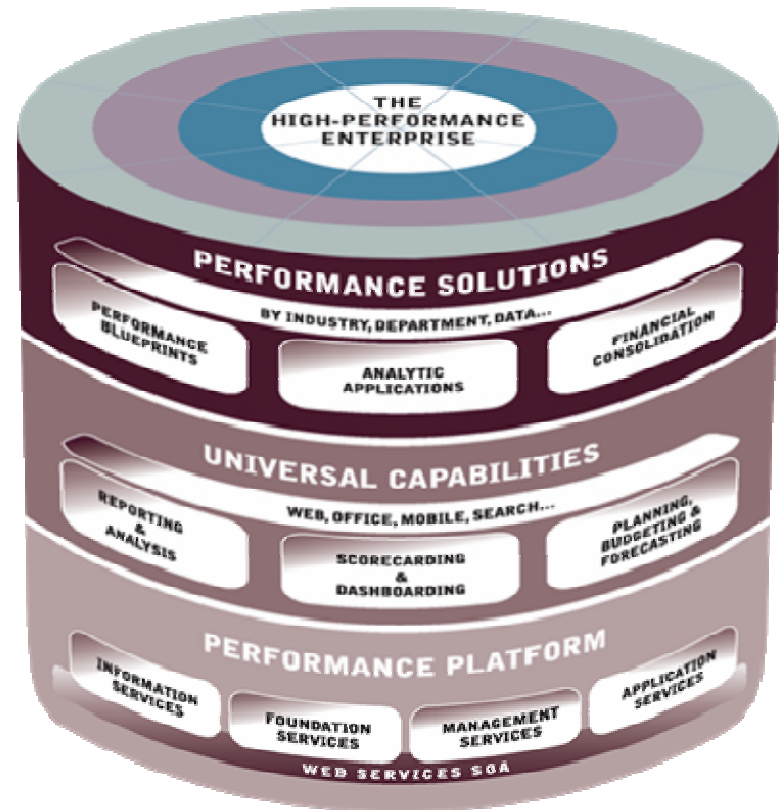 THE
HIGH-PERFORMANCE
ENTERPRISE
PERFORMANCE SOLUTIONS
BY INDUSTRY, DEPARTMENT, DATA...
PERFORMANCE
BLUEPRINTS
ANALYTIC
APPLICATIONS
FINANCIAL
CONSOLIDATION
UNIVERSAL CAPABILITIES
WEB, OFFICE, MOBILE, SEARCH...
REPORTING
&
ANALYSIS
SCORECARDING
&
DASHBOARDING
PLANNING,
BUDGETING &
FORECASTING
PERFORMANCE PLATFORM
INFORMATION
SERVICES
FOUNDATION
SERVICES
MANAGEMENT
SERVICES
APPLICATION
SERVICES
WEB SERVICES SOA